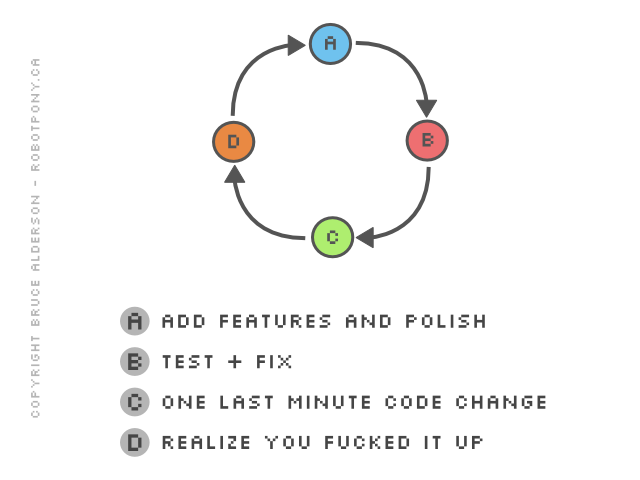 A
B
C
D
A ADD FEATURES AND POLISH
B TEST + FIX
C ONE LAST MINUTE CODE CHANGE
D REALIZE YOU FUCKED IT UP
COPYRIGHT BRUCE ALDERSON - ROBOTPONY.CA